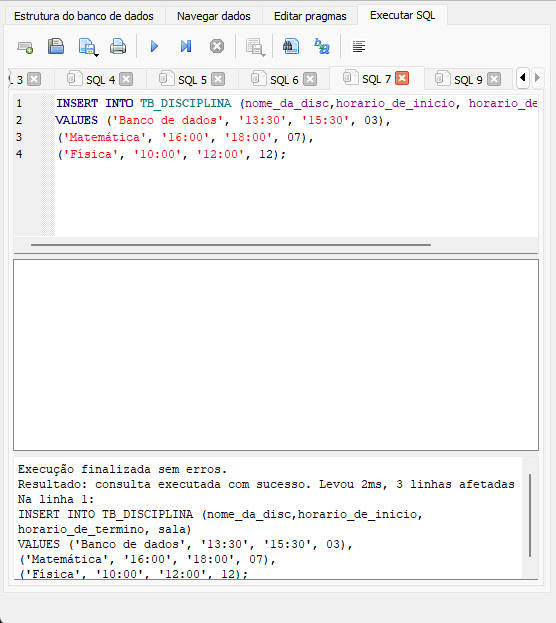 Estrutura do banco de dados Navegar dados Editar pragmas Executar SQL
3 SQL 4 SQL 5 SQL 6 SQL 7 SQL 9
1 INSERT INTO TB_DISCIPLINA (nome_da_disc,horario_de_inicio, horario_de
2 VALUES ('Banco de dados', '13:30', '15:30', 03),
3 ('Matemática', '16:00', '18:00', 07),
4 ('Física', '10:00', '12:00', 12);
Execução finalizada sem erros.
Resultado: consulta executada com sucesso. Levou 2ms, 3 linhas afetadas
Na linha 1:
INSERT INTO TB_DISCIPLINA (nome_da_disc,horario_de_inicio,
horario_de_termino, sala)
VALUES ('Banco de dados', '13:30', '15:30', 03),
('Matemática', '16:00', '18:00', 07),
('Física', '10:00', '12:00', 12);